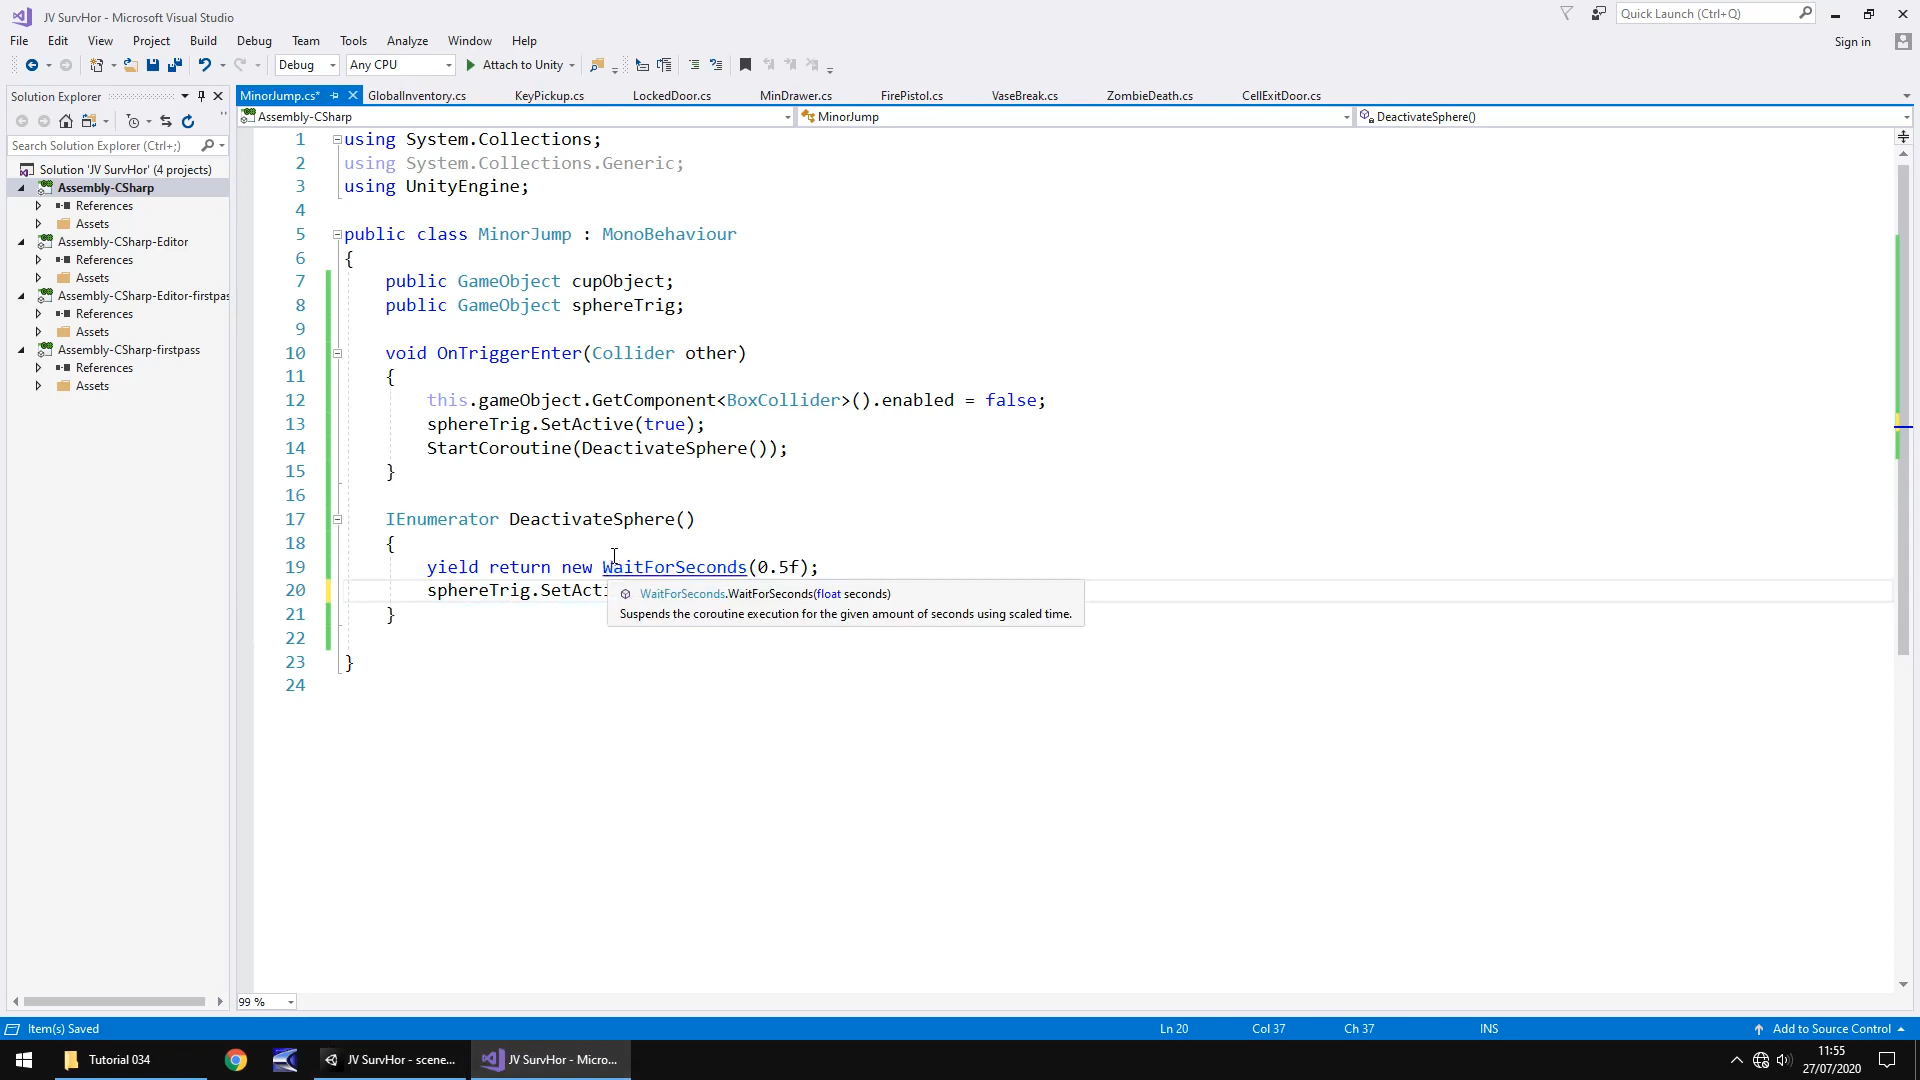 JV SurvHor - Microsoft Visual Studio
Quick Launch (Ctrl+Q)
File Edit View Project Build Debug Team Tools Analyze Window Help
Sign in
Debug Any CPU Attach to Unity
Solution Explorer
MinorJump.cs* GlobalInventory.cs KeyPickup.cs LockedDoor.cs MinDrawer.cs FirePistol.cs VaseBreak.cs ZombieDeath.cs CellExitDoor.cs
Assembly-CSharp MinorJump DeactivateSphere()
Search Solution Explorer (Ctrl+;)
Solution 'JV SurvHor' (4 projects)
Assembly-CSharp
References
Assets
Assembly-CSharp-Editor
References
Assets
Assembly-CSharp-Editor-firstpas
References
Assets
Assembly-CSharp-firstpass
References
Assets
1 using System.Collections;
2 using System.Collections.Generic;
3 using UnityEngine;
4
5 public class MinorJump : MonoBehaviour
6 {
7 public GameObject cupObject;
8 public GameObject sphereTrig;
9
10 void OnTriggerEnter(Collider other)
11 {
12 this.gameObject.GetComponent<BoxCollider>().enabled = false;
13 sphereTrig.SetActive(true);
14 StartCoroutine(DeactivateSphere());
15 }
16
17 IEnumerator DeactivateSphere()
18 {
19 yield return new WaitForSeconds(0.5f);
20 sphereTrig.SetActi
WaitForSeconds.WaitForSeconds(float seconds)
Suspends the coroutine execution for the given amount of seconds using scaled time.
21 }
22
23 }
24
99 %
Item(s) Saved Ln 20 Col 37 Ch 37 INS Add to Source Control
Tutorial 034 JV SurvHor - scene... JV SurvHor - Micro...
11:55
27/07/2020